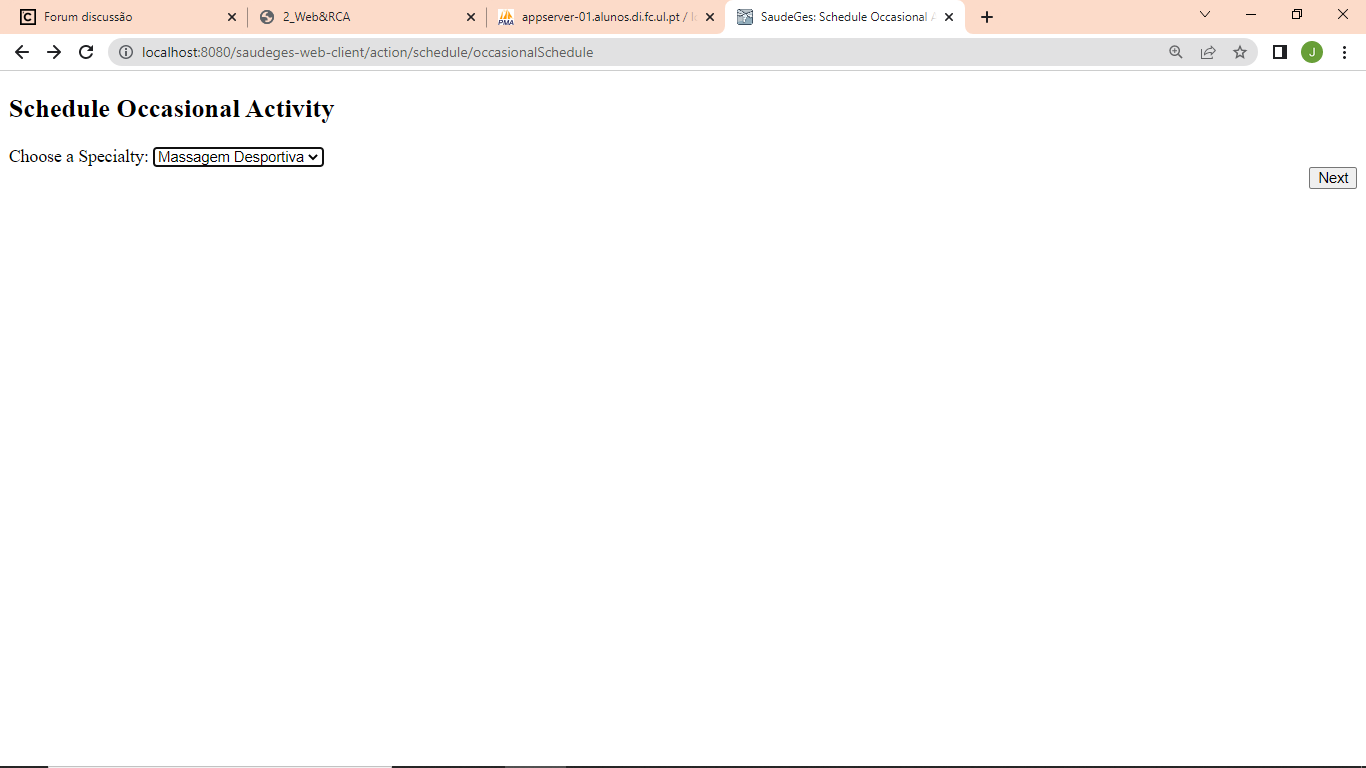 Forum discussão
2_Web&RCA
PMA
appserver-01.alunos.di.fc.ul.pt /
SaudeGes: Schedule Occasional
localhost:8080/saudeges-web-client/action/schedule/occasionalSchedule
J
Schedule Occasional Activity
Choose a Specialty: Massagem Desportiva
Next